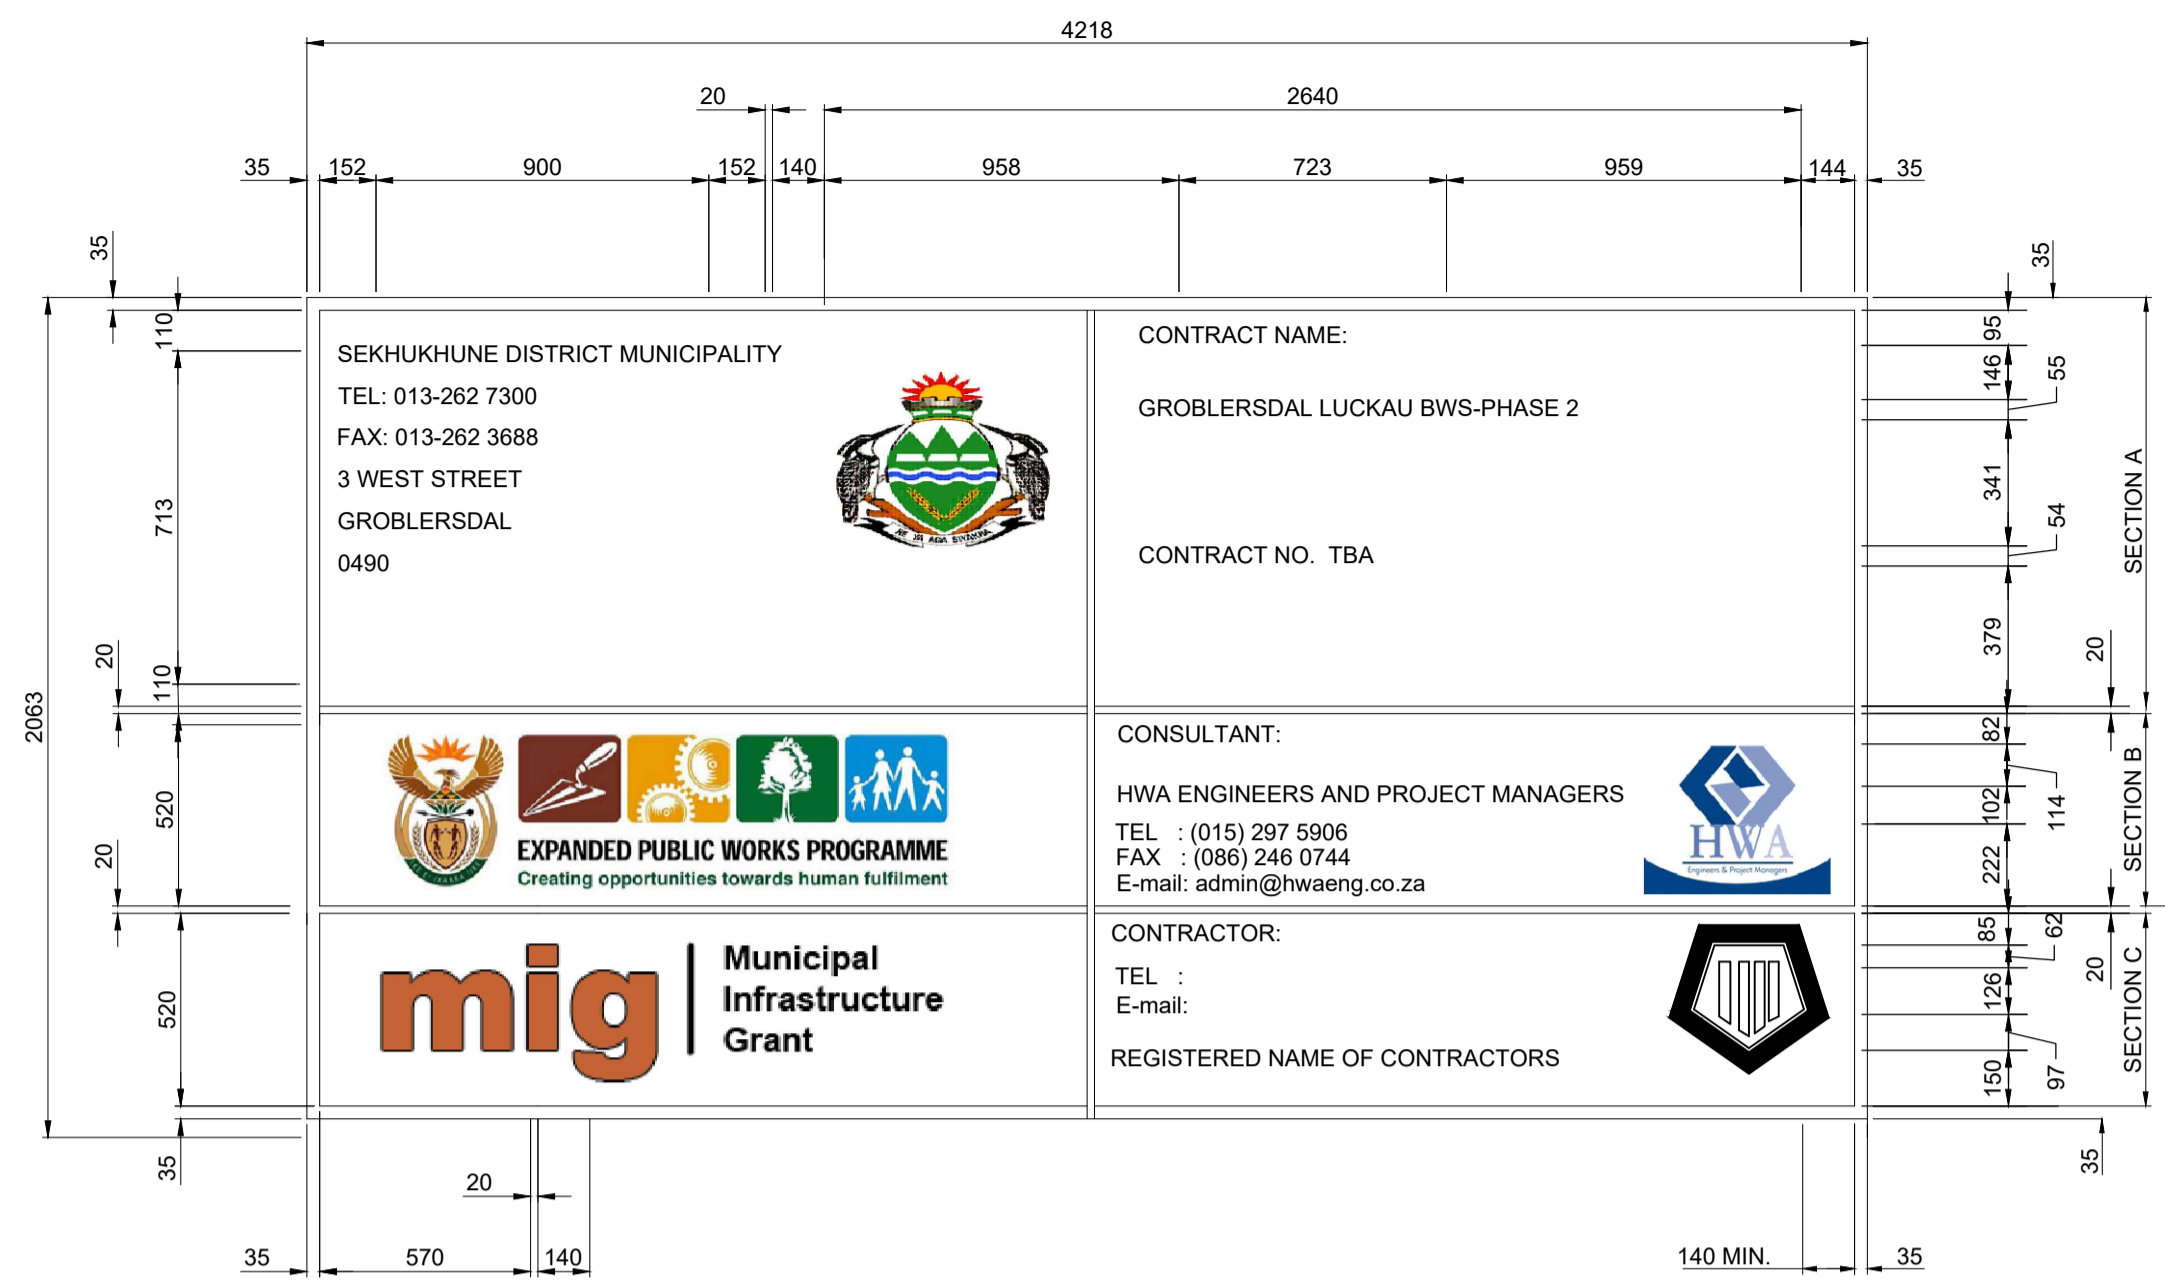 4218
20
2640
35
152
900
152
140
958
723
959
144
35
35
110
713
110
20
2063
520
20
520
35
SEKHUKHUNE DISTRICT MUNICIPALITY
TEL: 013-262 7300
FAX: 013-262 3688
3 WEST STREET
GROBLERSDAL
0490
CONTRACT NAME:
GROBLERSDAL LUCKAU BWS-PHASE 2
CONTRACT NO. TBA
EXPANDED PUBLIC WORKS PROGRAMME
Creating opportunities towards human fulfilment
CONSULTANT:
HWA ENGINEERS AND PROJECT MANAGERS
TEL : (015) 297 5906
FAX : (086) 246 0744
E-mail: admin@hwaeng.co.za
HWA
Engineers & Project Managers
mig
Municipal
Infrastructure
Grant
CONTRACTOR:
TEL :
E-mail:
REGISTERED NAME OF CONTRACTORS
35
95
146
55
341
54
379
20
SECTION A
82
114
102
222
SECTION B
85
62
20
126
97
150
SECTION C
35
20
35
570
140
140 MIN.
35